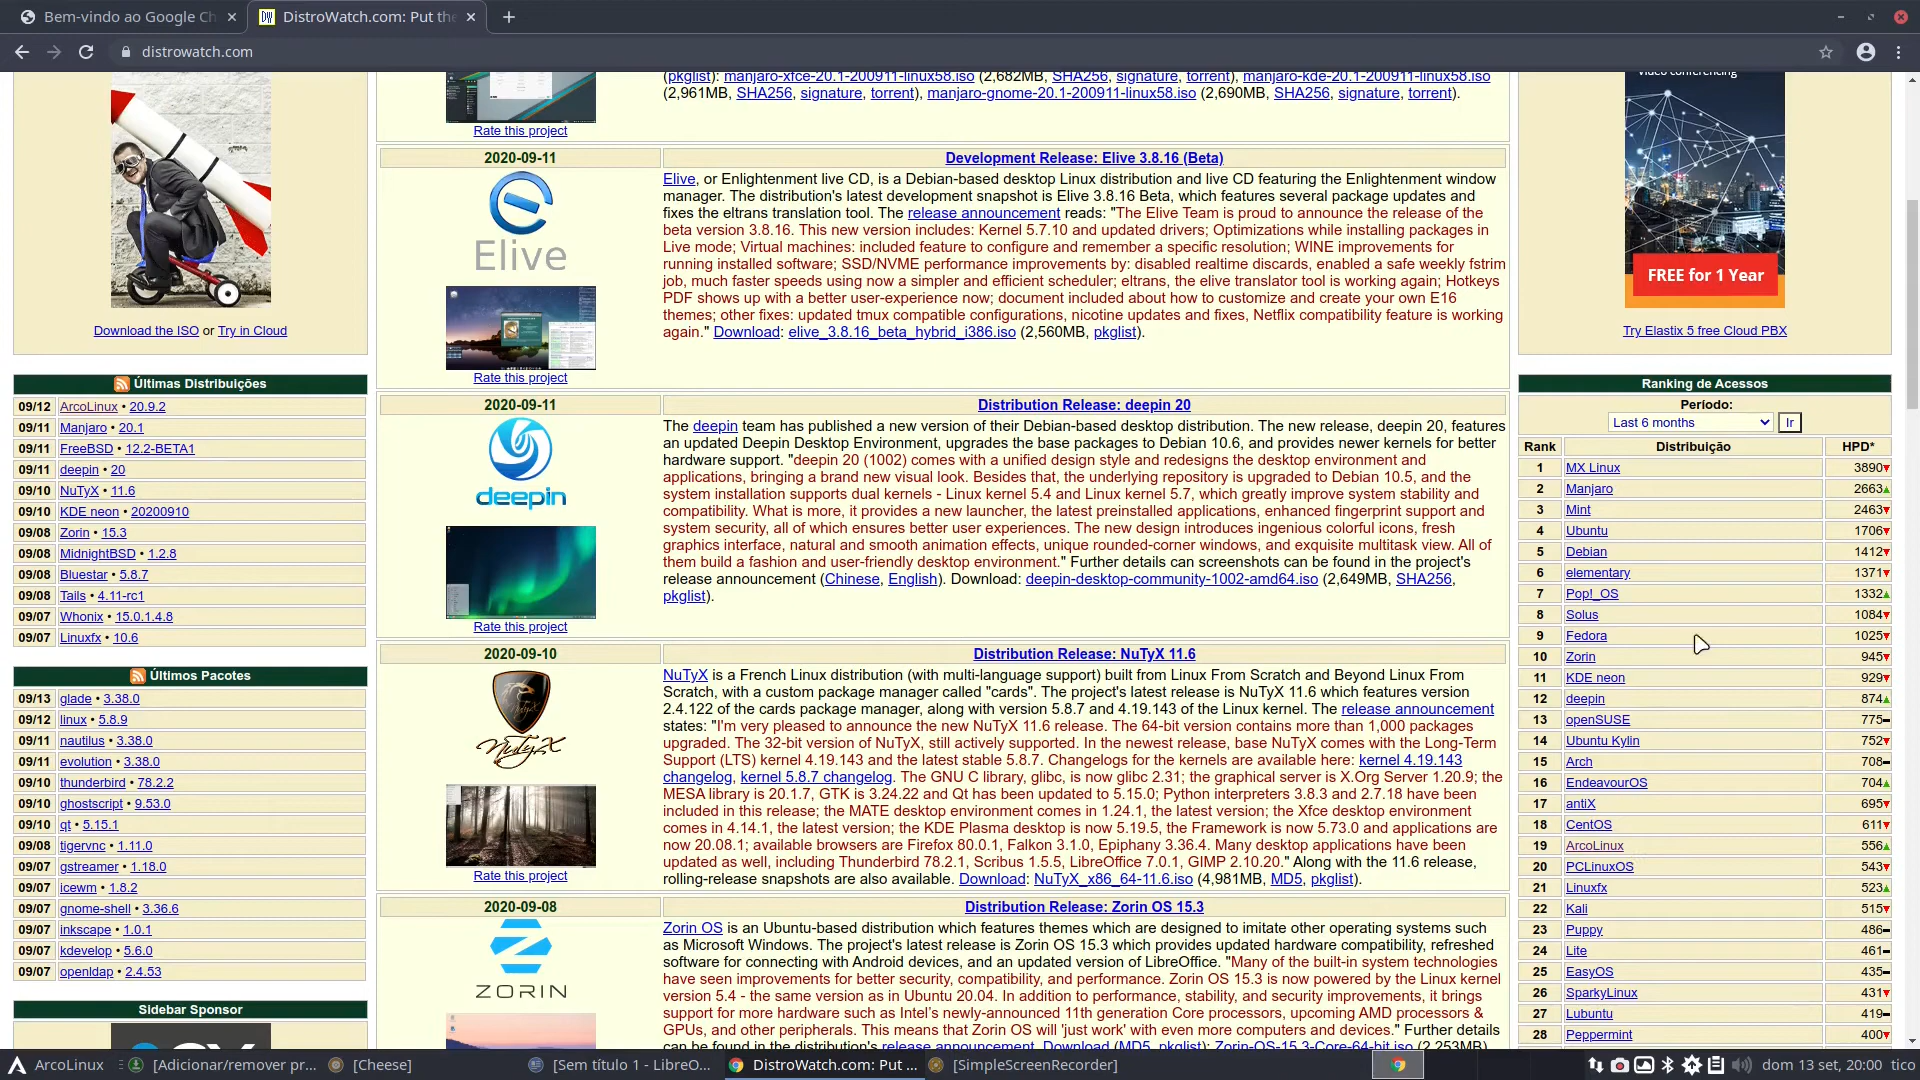 Bem-vindo ao Google Ch
DistroWatch.com: Put the
distrowatch.com
Download the ISO or Try in Cloud
Últimas Distribuições
09/12 ArcoLinux • 20.9.2
09/11 Manjaro • 20.1
09/11 FreeBSD • 12.2-BETA1
09/11 deepin • 20
09/10 NuTyX • 11.6
09/10 KDE neon • 20200910
09/08 Zorin • 15.3
09/08 MidnightBSD • 1.2.8
09/08 Bluestar • 5.8.7
09/08 Tails • 4.11-rc1
09/07 Whonix • 15.0.1.4.8
09/07 Linuxfx • 10.6
Últimos Pacotes
09/13 glade • 3.38.0
09/12 linux • 5.8.9
09/11 nautilus • 3.38.0
09/11 evolution • 3.38.0
09/10 thunderbird • 78.2.2
09/10 ghostscript • 9.53.0
09/10 qt • 5.15.1
09/08 tigervnc • 1.11.0
09/07 gstreamer • 1.18.0
09/07 icewm • 1.8.2
09/07 gnome-shell • 3.36.6
09/07 inkscape • 1.0.1
09/07 kdevelop • 5.6.0
09/07 openldap • 2.4.53
Sidebar Sponsor
(pkglist): manjaro-xfce-20.1-200911-linux58.iso (2,682MB, SHA256, signature, torrent), manjaro-kde-20.1-200911-linux58.iso
(2,961MB, SHA256, signature, torrent), manjaro-gnome-20.1-200911-linux58.iso (2,690MB, SHA256, signature, torrent).
Rate this project
2020-09-11
Development Release: Elive 3.8.16 (Beta)
Elive
Rate this project
Elive, or Enlightenment live CD, is a Debian-based desktop Linux distribution and live CD featuring the Enlightenment window
manager. The distribution's latest development snapshot is Elive 3.8.16 Beta, which features several package updates and
fixes the eltrans translation tool. The release announcement reads: "The Elive Team is proud to announce the release of the
beta version 3.8.16. This new version includes: Kernel 5.7.10 and updated drivers; Optimizations while installing packages in
Live mode; Virtual machines: included feature to configure and remember a specific resolution; WINE improvements for
running installed software; SSD/NVME performance improvements by: disabled realtime discards, enabled a safe weekly fstrim
job, much faster speeds using now a simpler and efficient scheduler; eltrans, the elive translator tool is working again; Hotkeys
PDF shows up with a better user-experience now; document included about how to customize and create your own E16
themes; other fixes: updated tmux compatible configurations, nicotine updates and fixes, Netflix compatibility feature is working
again." Download: elive_3.8.16_beta_hybrid_i386.iso (2,560MB, pkglist).
2020-09-11
Distribution Release: deepin 20
deepin
Rate this project
The deepin team has published a new version of their Debian-based desktop distribution. The new release, deepin 20, features
an updated Deepin Desktop Environment, upgrades the base packages to Debian 10.6, and provides newer kernels for better
hardware support. "deepin 20 (1002) comes with a unified design style and redesigns the desktop environment and
applications, bringing a brand new visual look. Besides that, the underlying repository is upgraded to Debian 10.5, and the
system installation supports dual kernels - Linux kernel 5.4 and Linux kernel 5.7, which greatly improve system stability and
compatibility. What is more, it provides a new launcher, the latest preinstalled applications, enhanced fingerprint support and
system security, all of which ensures better user experiences. The new design introduces ingenious colorful icons, fresh
graphics interface, natural and smooth animation effects, unique rounded-corner windows, and exquisite multitask view. All of
them build a fashion and user-friendly desktop environment." Further details can screenshots can be found in the project's
release announcement (Chinese, English). Download: deepin-desktop-community-1002-amd64.iso (2,649MB, SHA256,
pkglist).
2020-09-10
Distribution Release: NuTyX 11.6
NuTyX
Rate this project
NuTyX is a French Linux distribution (with multi-language support) built from Linux From Scratch and Beyond Linux From
Scratch, with a custom package manager called "cards". The project's latest release is NuTyX 11.6 which features version
2.4.122 of the cards package manager, along with version 5.8.7 and 4.19.143 of the Linux kernel. The release announcement
states: "I'm very pleased to announce the new NuTyX 11.6 release. The 64-bit version contains more than 1,000 packages
upgraded. The 32-bit version of NuTyX, still actively supported. In the newest release, base NuTyX comes with the Long-Term
Support (LTS) kernel 4.19.143 and the latest stable 5.8.7. Changelogs for the kernels are available here: kernel 4.19.143
changelog, kernel 5.8.7 changelog. The GNU C library, glibc, is now glibc 2.31; the graphical server is X.Org Server 1.20.9; the
MESA library is 20.1.7, GTK is 3.24.22 and Qt has been updated to 5.15.0; Python interpreters 3.8.3 and 2.7.18 have been
included in this release; the MATE desktop environment comes in 1.24.1, the latest version; the Xfce desktop environment
comes in 4.14.1, the latest version; the KDE Plasma desktop is now 5.19.5, the Framework is now 5.73.0 and applications are
now 20.08.1; available browsers are Firefox 80.0.1, Falkon 3.1.0, Epiphany 3.36.4. Many desktop applications have been
updated as well, including Thunderbird 78.2.1, Scribus 1.5.5, LibreOffice 7.0.1, GIMP 2.10.20." Along with the 11.6 release,
rolling-release snapshots are also available. Download: NuTyX_x86_64-11.6.iso (4,981MB, MD5, pkglist).
2020-09-08
Distribution Release: Zorin OS 15.3
ZORIN
Zorin OS is an Ubuntu-based distribution which features themes which are designed to imitate other operating systems such
as Microsoft Windows. The project's latest release is Zorin OS 15.3 which provides updated hardware compatibility, refreshed
software for connecting with Android devices, and an updated version of LibreOffice. "Many of the built-in system technologies
have seen improvements for better security, compatibility, and performance. Zorin OS 15.3 is now powered by the Linux kernel
version 5.4 - the same version as in Ubuntu 20.04. In addition to performance, stability, and security improvements, it brings
support for more hardware such as Intel's newly-announced 11th generation Core processors, upcoming AMD processors &
GPUs, and other peripherals. This means that Zorin OS will 'just work' with even more computers and devices." Further details
can be found in the distribution's release announcement. Download (MD5, pkglist): Zorin-OS-15.3-Core-64-bit.iso (2,253MB),
video conferencing
FREE for 1 Year
Try Elastix 5 free Cloud PBX
Ranking de Acessos
Período:
Last 6 months Ir
Rank Distribuição HPD*
1 MX Linux 3890
2 Manjaro 2663
3 Mint 2463
4 Ubuntu 1706
5 Debian 1412
6 elementary 1371
7 Pop!_OS 1332
8 Solus 1084
9 Fedora 1025
10 Zorin 945
11 KDE neon 929
12 deepin 874
13 openSUSE 775
14 Ubuntu Kylin 752
15 Arch 708
16 EndeavourOS 704
17 antiX 695
18 CentOS 611
19 ArcoLinux 556
20 PCLinuxOS 543
21 Linuxfx 523
22 Kali 515
23 Puppy 486
24 Lite 461
25 EasyOS 435
26 SparkyLinux 431
27 Lubuntu 419
28 Peppermint 400
ArcoLinux
[Adicionar/remover pr...
[Cheese]
[Sem título 1 - LibreO...
DistroWatch.com: Put ...
[SimpleScreenRecorder]
dom 13 set, 20:00 tico